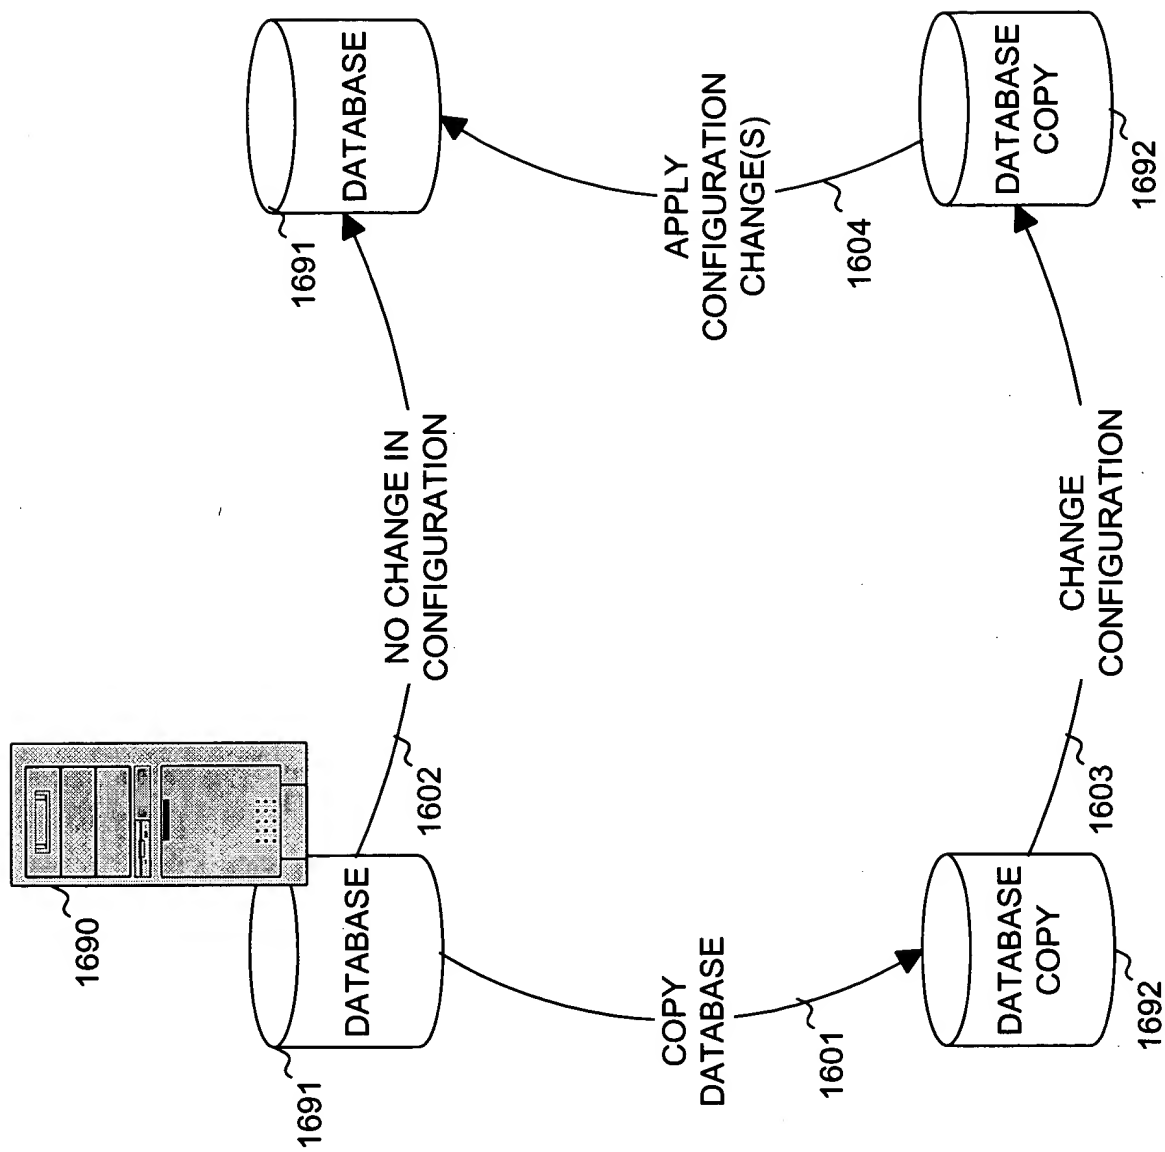 1690
1691
DATABASE
1602
NO CHANGE IN
CONFIGURATION
1691
DATABASE
COPY
DATABASE
1601
APPLY
CONFIGURATION
CHANGE(S)
1604
DATABASE
COPY
1692
1603
CHANGE
CONFIGURATION
DATABASE
COPY
1692